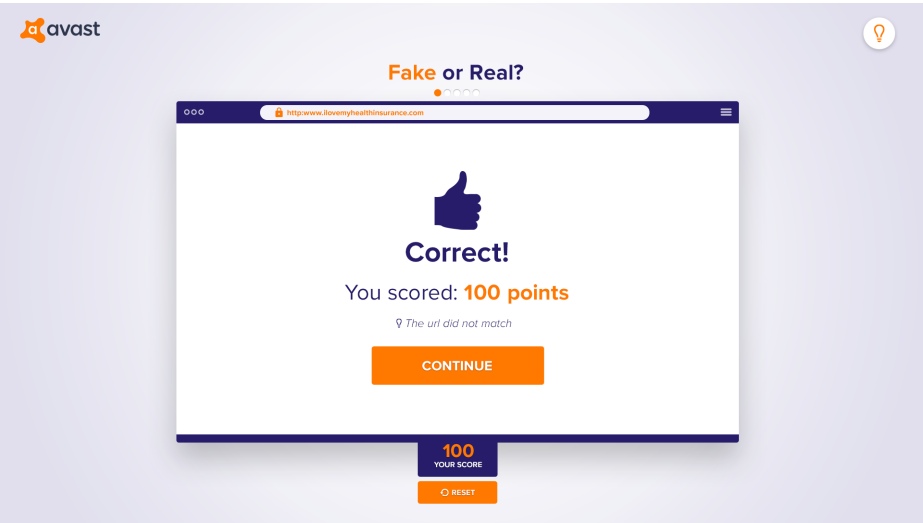 avast
Fake or Real?
http:www.ilovemyhealthinsurance.com
Correct!
You scored: 100 points
The url did not match
CONTINUE
100
YOUR SCORE
RESET